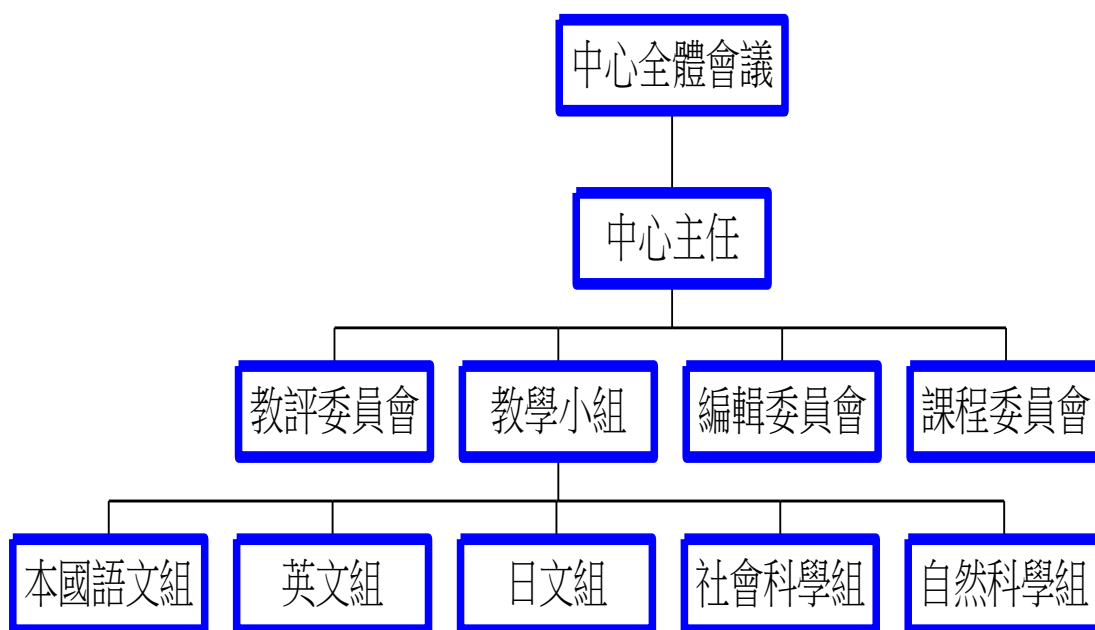 中心全體會議
中心主任
教評委員會
教學小組
編輯委員會
課程委員會
本國語文組
英文組
日文組
社會科學組
自然科學組